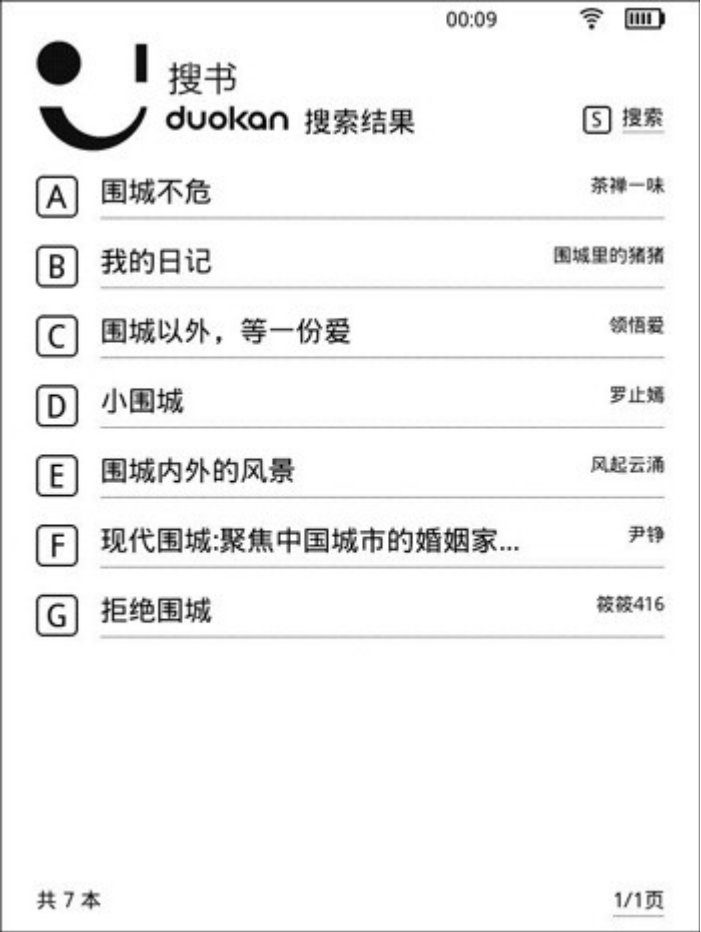 00:09
搜书
duokan 搜索结果
S 搜索
A 围城不危 茶禅一味
B 我的日记 围城里的猪猪
C 围城以外，等一份爱 领悟爱
D 小围城 罗止嫣
E 围城内外的风景 风起云涌
F 现代围城:聚焦中国城市的婚姻家... 尹铮
G 拒绝围城 筱筱416
共 7 本
1/1页